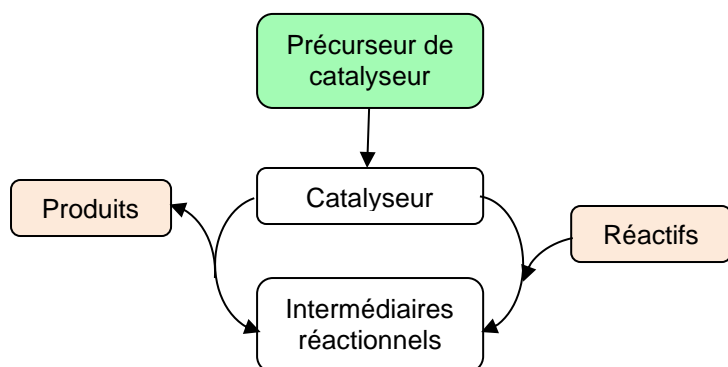 Précurseur de
catalyseur
Produits
Catalyseur
Réactifs
Intermédiaires
réactionnels